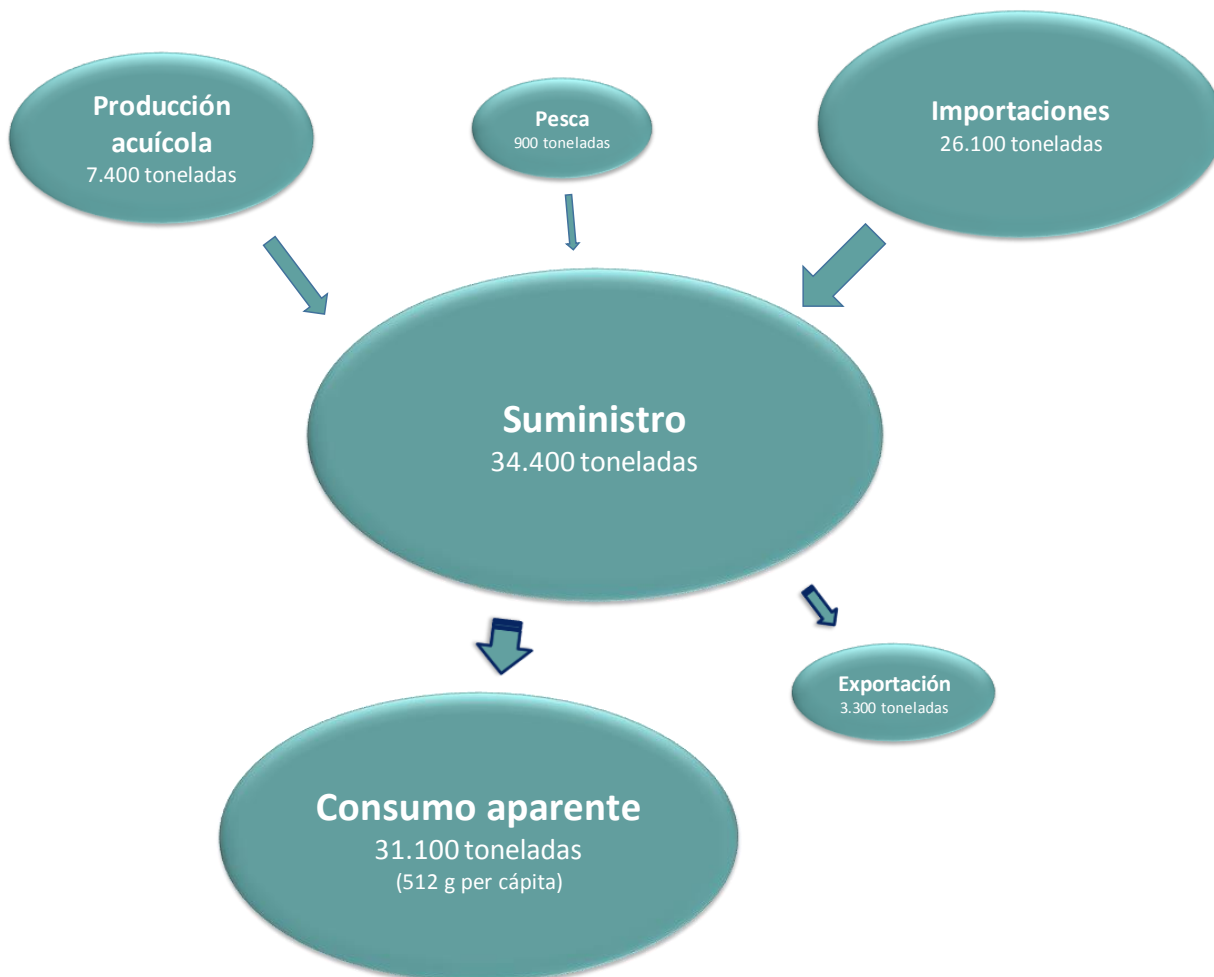 Producción
acuícola
7.400 toneladas
Pesca
900 toneladas
Importaciones
26.100 toneladas
Suministro
34.400 toneladas
Exportación
3.300 toneladas
Consumo aparente
31.100 toneladas
(512 g per cápita)